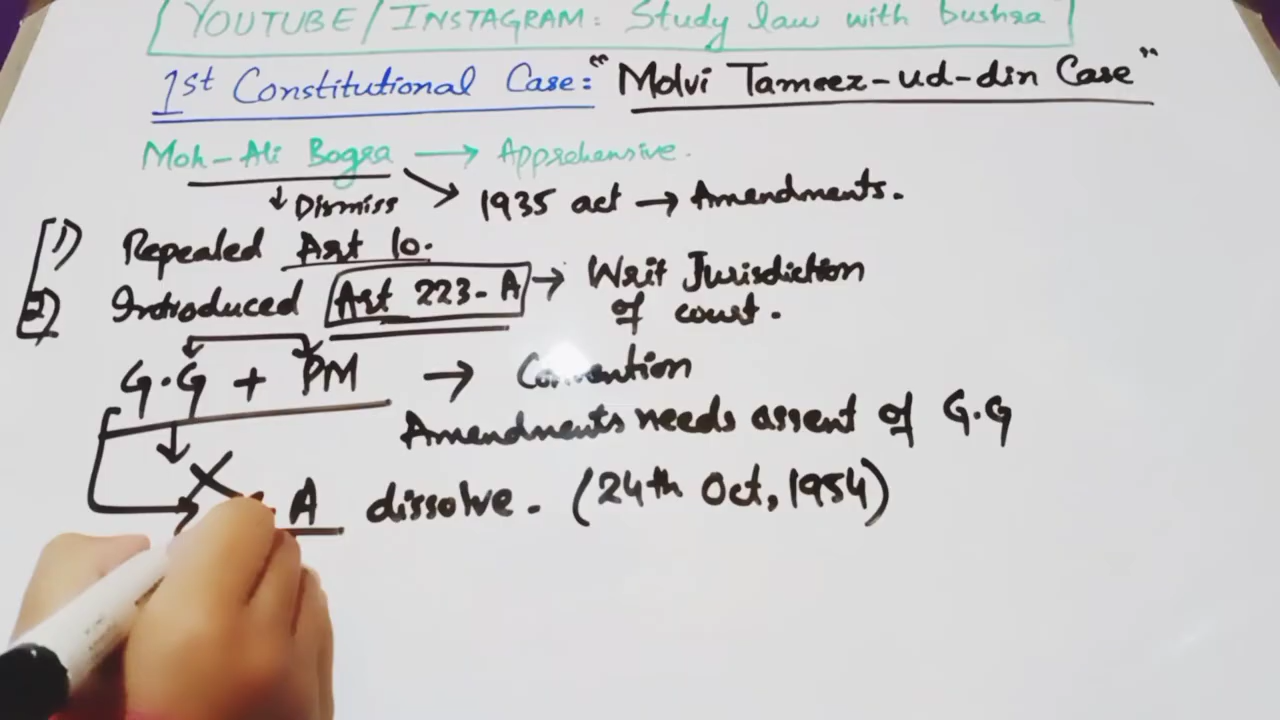 YOUTUBE/INSTAGRAM: Study law with bushra
1st Constitutional Case: "Molvi Tameez-ud-din Case"
Moh-Ali Bogra → Apprehensive.
↓ Dismiss → 1935 act → Amendments.
1) Repealed Art 10.
2) Introduced Art 223-A → Writ Jurisdiction
of court.
G.G + PM → Convention
Amendments needs assent of G.G
A dissolve. (24th Oct, 1954)